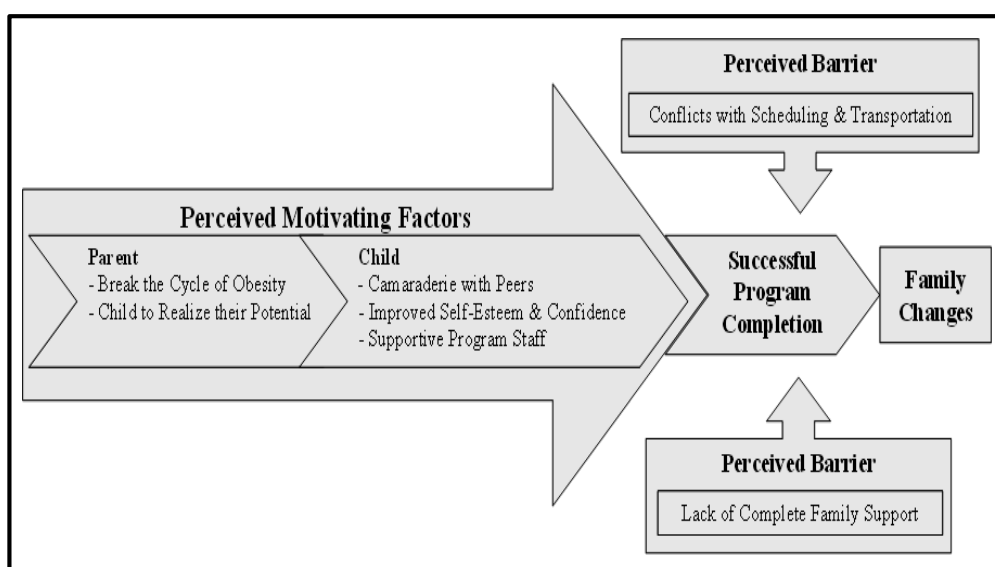 Perceived Barrier
Conflicts with Scheduling & Transportation
Perceived Motivating Factors
Parent
- Break the Cycle of Obesity
- Child to Realize their Potential
Child
- Camaraderie with Peers
- Improved Self-Esteem & Confidence
- Supportive Program Staff
Successful
Program
Completion
Family
Changes
Perceived Barrier
Lack of Complete Family Support